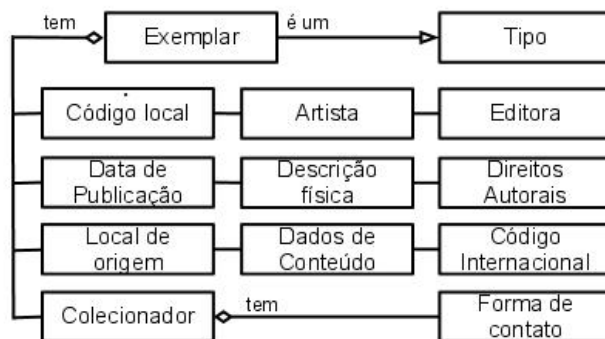 tem
Exemplar
é um
Tipo
Código local
Artista
Editora
Data de
Publicação
Descrição
física
Direitos
Autorais
Local de
origem
Dados de
Conteúdo
Código
Internacional
Colecionador
tem
Forma de
contato